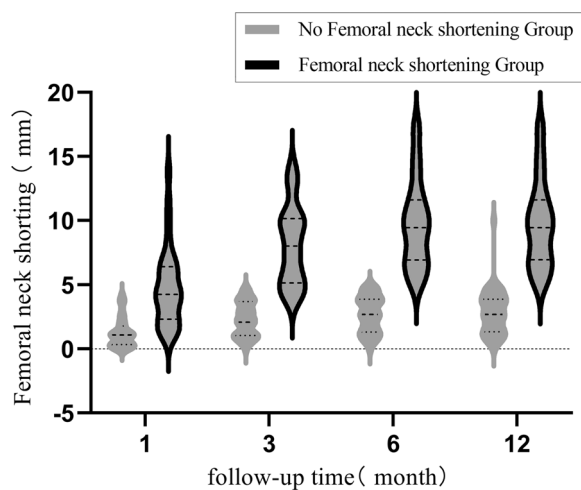 No Femoral neck shortening Group
Femoral neck shortening Group
Femoral neck shorting ( mm)
20
15
10
5
0
-5
1 3 6 12
follow-up time( month)